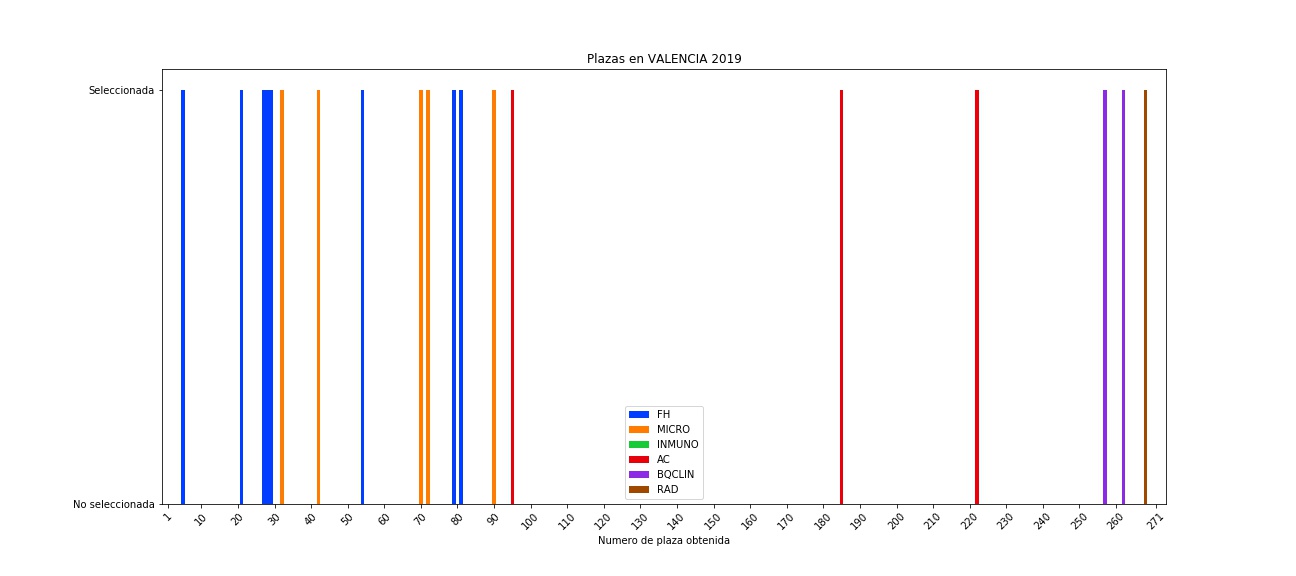 Plazas en VALENCIA 2019
Seleccionada
No seleccionada
FH
MICRO
INMUNO
AC
BQCLIN
RAD
1 10 20 30 40 50 60 70 80 90 100 110 120 130 140 150 160 170 180 190 200 210 220 230 240 250 260 271
Numero de plaza obtenida